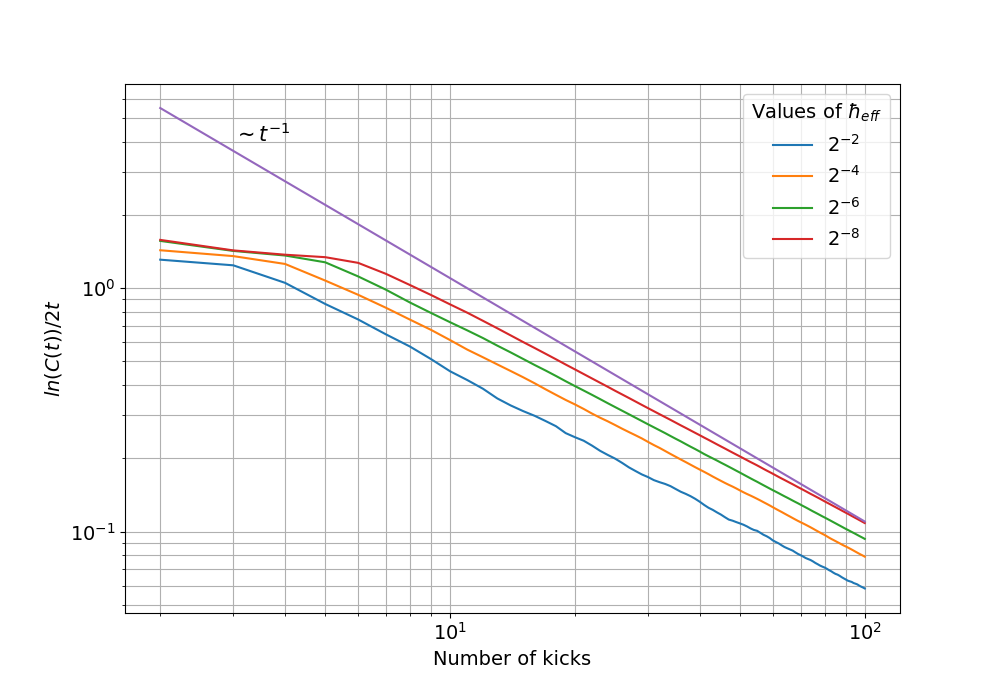 ~ t⁻¹
Values of ℏ_eff
2⁻²
2⁻⁴
2⁻⁶
2⁻⁸
ln(C(t))/2t
10⁰
10⁻¹
10¹
10²
Number of kicks